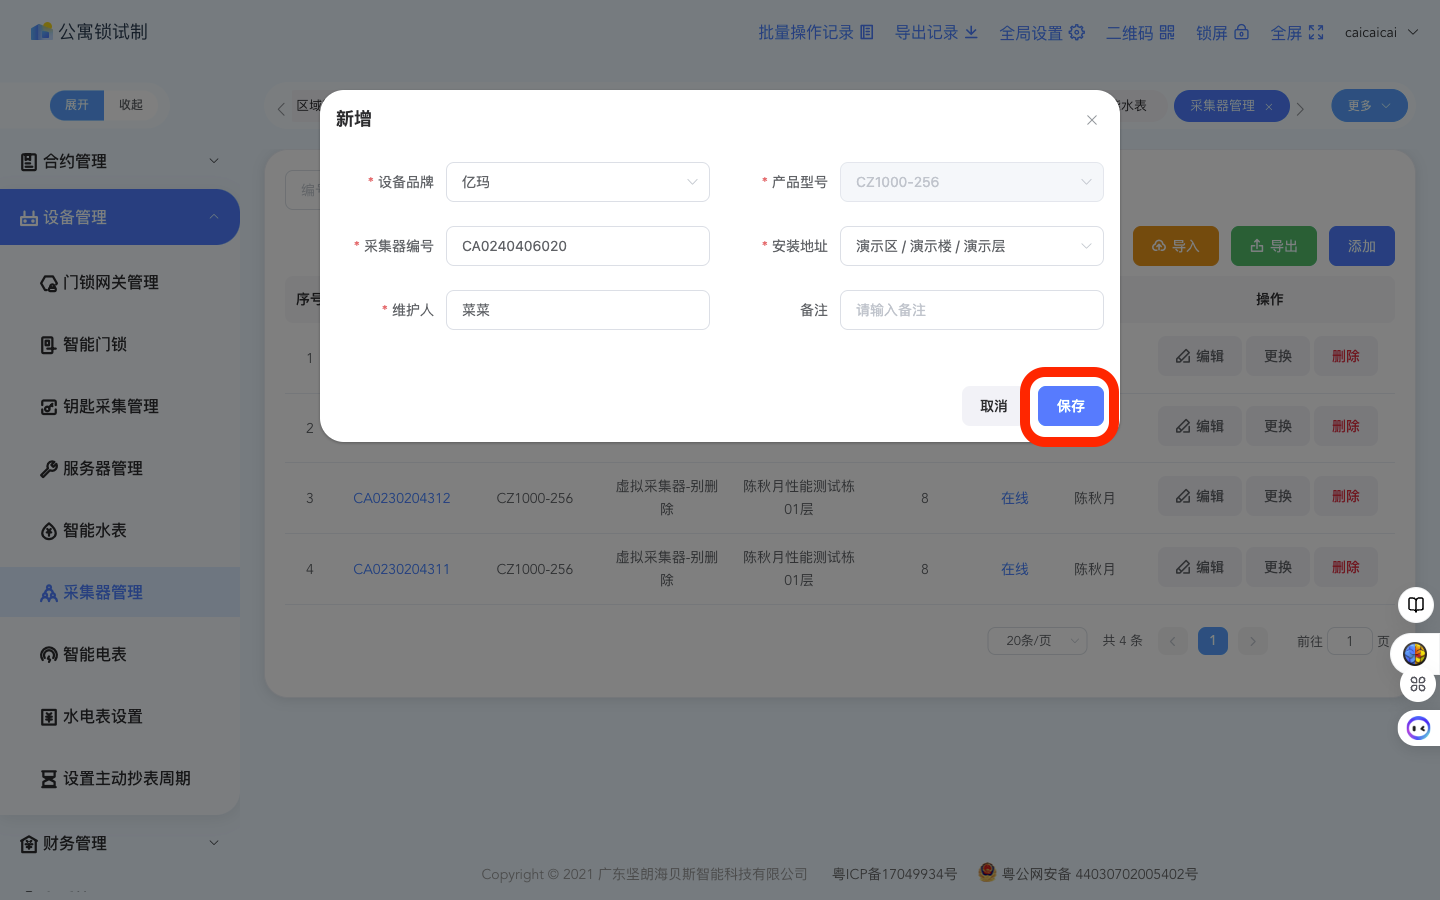 公寓锁试制
批量操作记录 导出记录 全局设置 二维码 锁屏 全屏 caicaicai
展开 收起
区域
水表 采集器管理 × 更多
合约管理
设备管理
门锁网关管理
智能门锁
钥匙采集管理
服务器管理
智能水表
采集器管理
智能电表
水电表设置
设置主动抄表周期
财务管理
新增
* 设备品牌 亿玛 * 产品型号 CZ1000-256
* 采集器编号 CA0240406020 * 安装地址 演示区 / 演示楼 / 演示层
* 维护人 菜菜 备注 请输入备注
取消 保存
导入 导出 添加
序号 操作
1 编辑 更换 删除
2 编辑 更换 删除
3 CA0230204312 CZ1000-256 虚拟采集器-别删除 陈秋月性能测试栋01层 8 在线 陈秋月 编辑 更换 删除
4 CA0230204311 CZ1000-256 虚拟采集器-别删除 陈秋月性能测试栋01层 8 在线 陈秋月 编辑 更换 删除
20条/页 共 4 条 1 前往 1 页
Copyright © 2021 广东坚朗海贝斯智能科技有限公司 粤ICP备17049934号 粤公网安备 44030702005402号